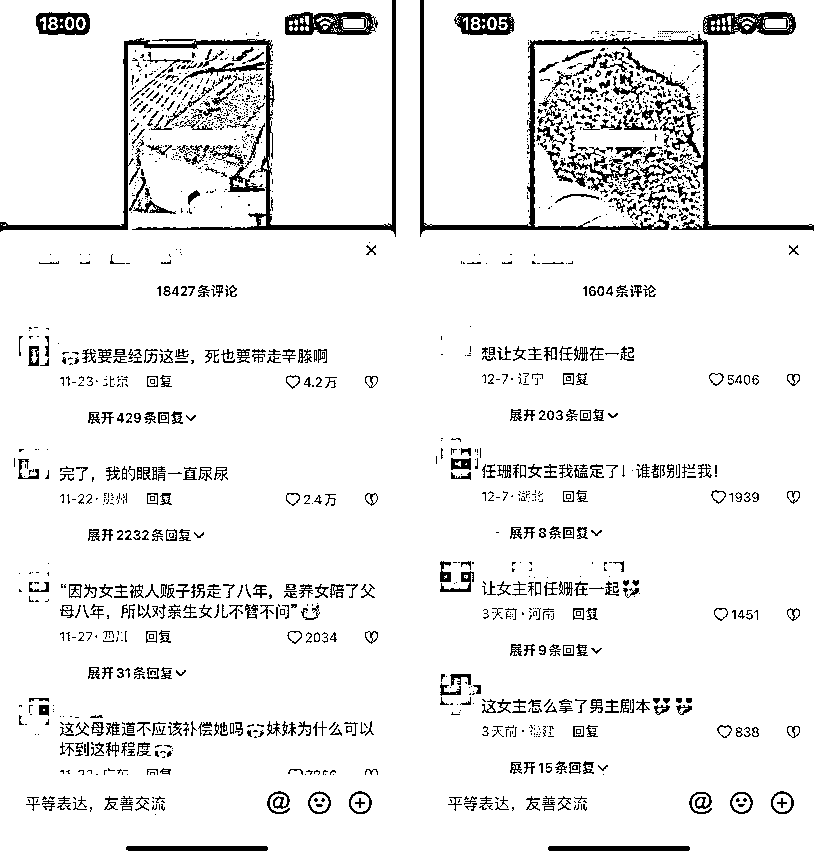 18:00
18427条评论
我要是经历这些，死也要带走辛滕啊
11-23·北京 回复 4.2万
展开429条回复
完了，我的眼睛一直尿尿
11-22·贵州 回复 2.4万
展开2232条回复
“因为女主被人贩子拐走了八年，是养女陪了父
母八年，所以对亲生女儿不管不问”
11-27·四川 回复 2034
展开31条回复
这父母难道不应该补偿她吗 妹妹为什么可以
坏到这种程度
广东 回复
平等表达，友善交流
18:05
1604条评论
想让女主和任姗在一起
12-7·辽宁 回复 5406
展开203条回复
任珊和女主我磕定了！谁都别拦我！
12-7·湖北 回复 1939
展开8条回复
让女主和任姗在一起
3天前·河南 回复 1451
展开9条回复
这女主怎么拿了男主剧本
3天前·福建 回复 838
展开15条回复
平等表达，友善交流